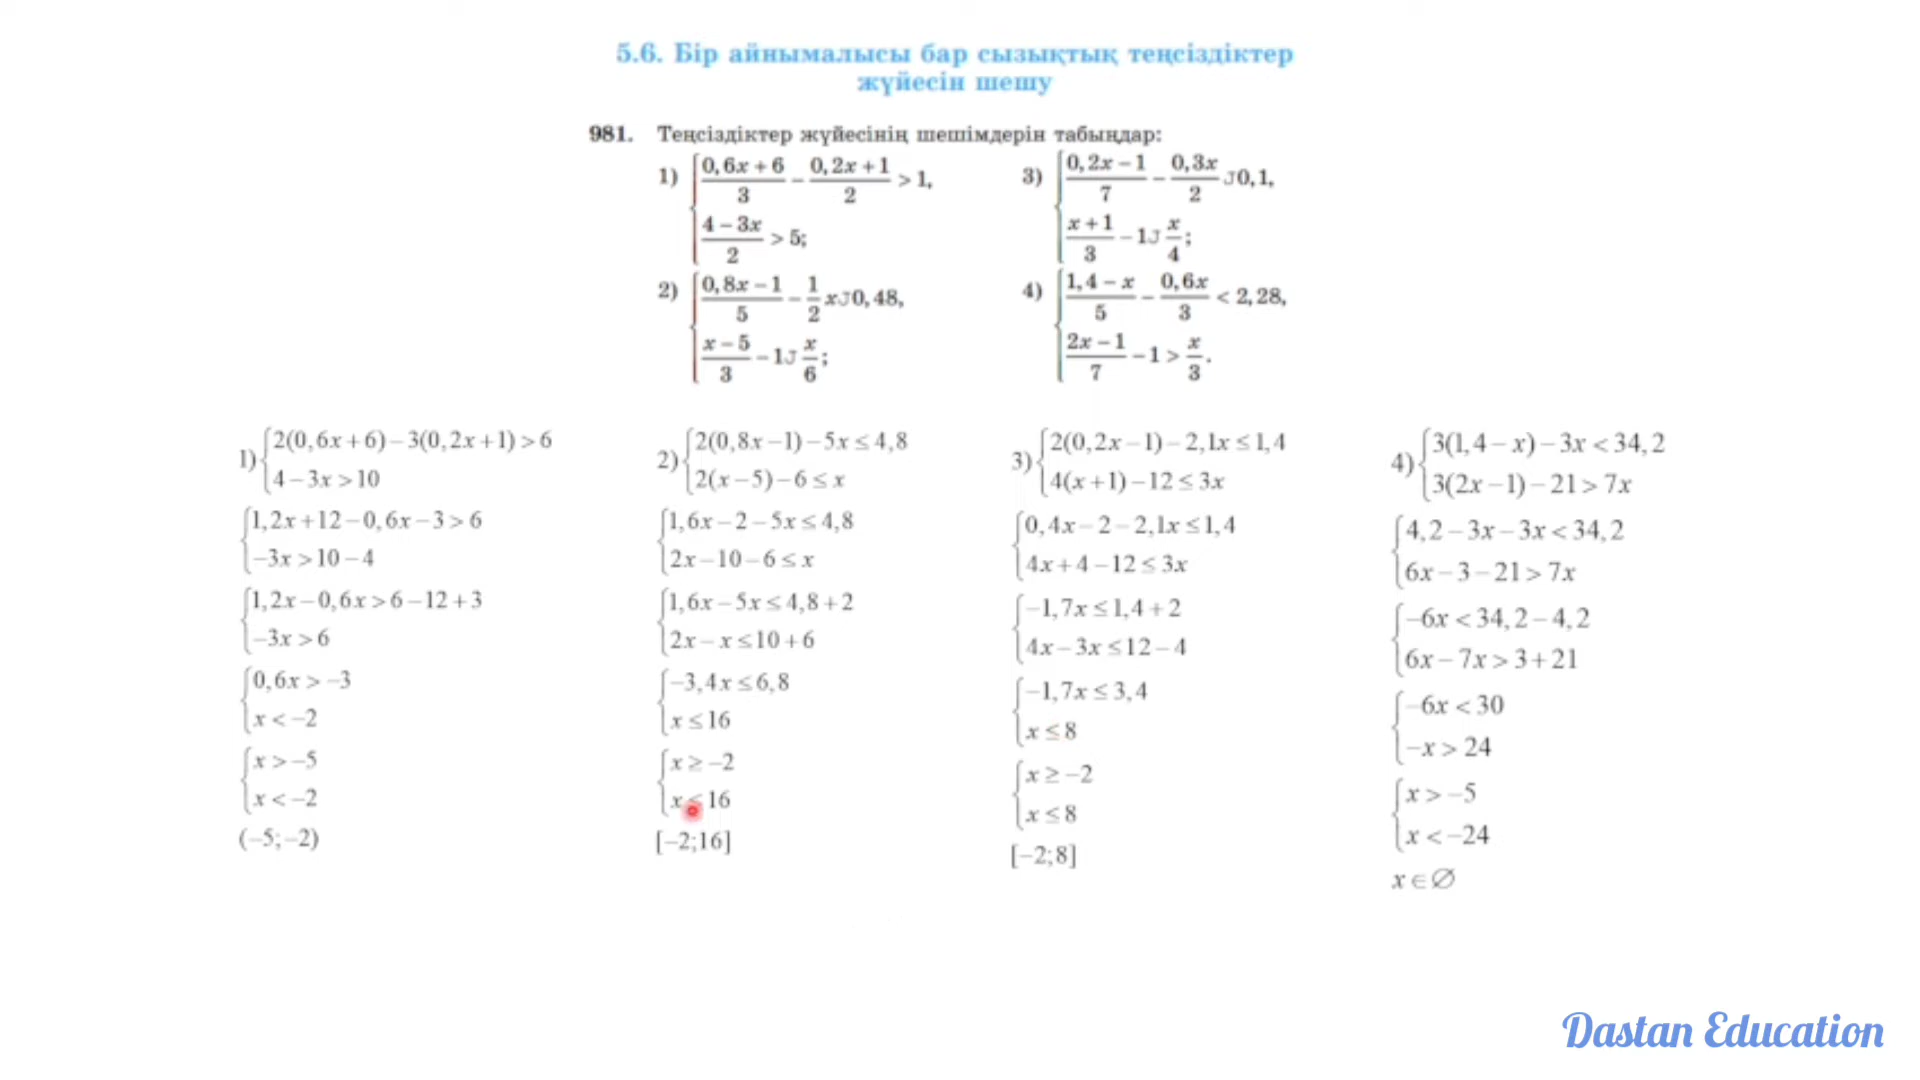 5.6. Бір айнымалысы бар сызықтық теңсіздіктер
жүйесін шешу
981. Теңсіздіктер жүйесінің шешімдерін табыңдар:
1) { (0,6x + 6)/3 − (0,2x + 1)/2 > 1,
(4 − 3x)/2 > 5;
2) { (0,8x − 1)/5 − 1/2 x J 0,48,
(x − 5)/3 − 1 J x/6;
3) { (0,2x − 1)/7 − 0,3x/2 J 0,1,
(x + 1)/3 − 1 J x/4;
4) { (1,4 − x)/5 − 0,6x/3 < 2,28,
(2x − 1)/7 − 1 > x/3.
1) { 2(0,6x + 6) − 3(0,2x + 1) > 6
4 − 3x > 10
{ 1,2x + 12 − 0,6x − 3 > 6
−3x > 10 − 4
{ 1,2x − 0,6x > 6 − 12 + 3
−3x > 6
{ 0,6x > −3
x < −2
{ x > −5
x < −2
(−5;−2)
2) { 2(0,8x − 1) − 5x ≤ 4,8
2(x − 5) − 6 ≤ x
{ 1,6x − 2 − 5x ≤ 4,8
2x − 10 − 6 ≤ x
{ 1,6x − 5x ≤ 4,8 + 2
2x − x ≤ 10 + 6
{ −3,4x ≤ 6,8
x ≤ 16
{ x ≥ −2
x ≤ 16
[−2;16]
3) { 2(0,2x − 1) − 2,1x ≤ 1,4
4(x + 1) − 12 ≤ 3x
{ 0,4x − 2 − 2,1x ≤ 1,4
4x + 4 − 12 ≤ 3x
{ −1,7x ≤ 1,4 + 2
4x − 3x ≤ 12 − 4
{ −1,7x ≤ 3,4
x ≤ 8
{ x ≥ −2
x ≤ 8
[−2;8]
4) { 3(1,4 − x) − 3x < 34,2
3(2x − 1) − 21 > 7x
{ 4,2 − 3x − 3x < 34,2
6x − 3 − 21 > 7x
{ −6x < 34,2 − 4,2
6x − 7x > 3 + 21
{ −6x < 30
−x > 24
{ x > −5
x < −24
x ∈ ∅
Dastan Education